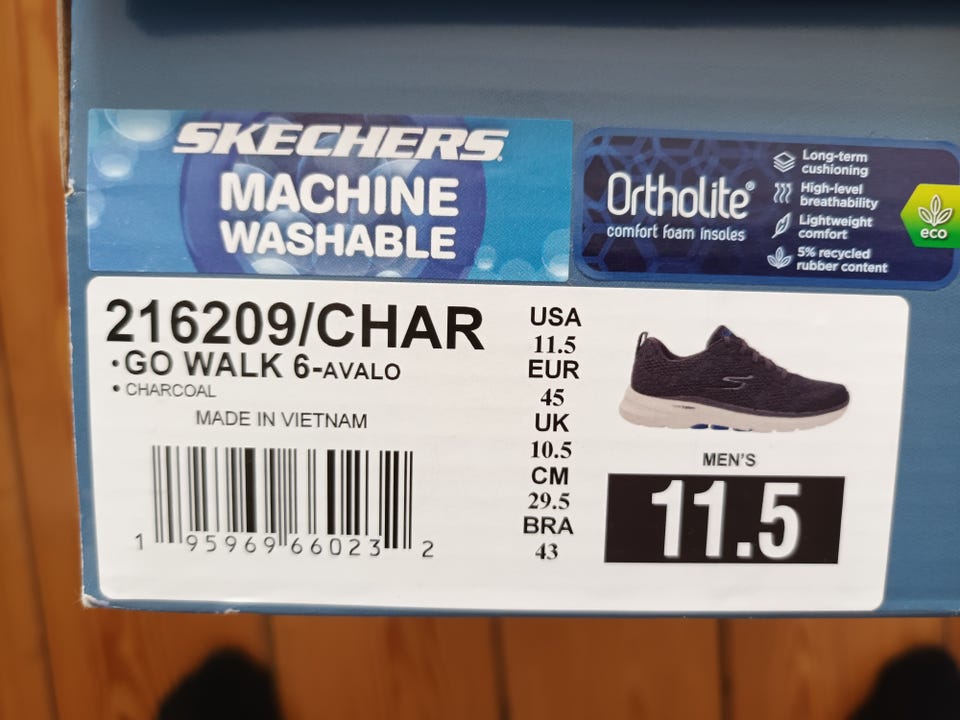 SKECHERS
MACHINE
WASHABLE
Ortholite®
comfort foam insoles
Long-term
cushioning
High-level
breathability
Lightweight
comfort
5% recycled
rubber content
eco
216209/CHAR
• GO WALK 6-AVALO
• CHARCOAL
MADE IN VIETNAM
1 95969 66023 2
USA
11.5
EUR
45
UK
10.5
CM
29.5
BRA
43
MEN'S
11.5